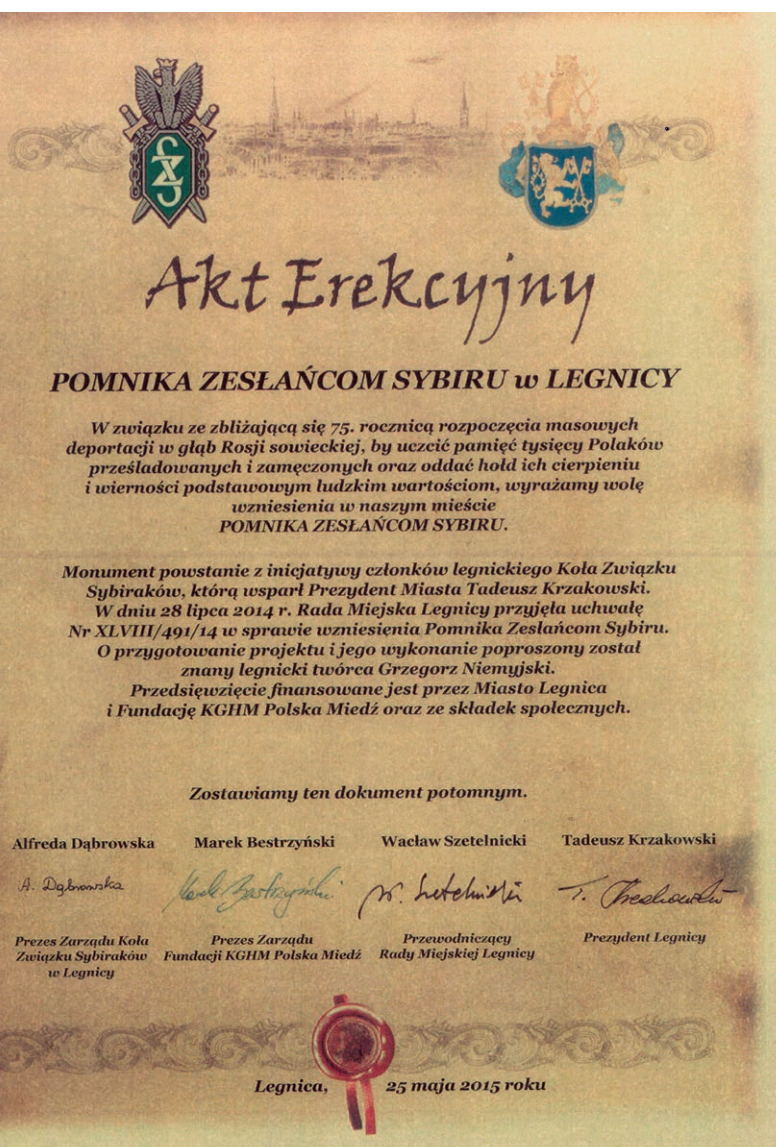 Akt Erekcyjny
POMNIKA ZESŁAŃCOM SYBIRU w LEGNICY
W związku ze zbliżającą się 75. rocznicą rozpoczęcia masowych
deportacji w głąb Rosji sowieckiej, by uczcić pamięć tysięcy Polaków
prześladowanych i zamęczonych oraz oddać hołd ich cierpieniu
i wierności podstawowym ludzkim wartościom, wyrażamy wolę
wzniesienia w naszym mieście
POMNIKA ZESŁAŃCOM SYBIRU.
Monument powstanie z inicjatywy członków legnickiego Koła Związku
Sybiraków, którą wsparł Prezydent Miasta Tadeusz Krzakowski.
W dniu 28 lipca 2014 r. Rada Miejska Legnicy przyjęła uchwałę
Nr XLVIII/491/14 w sprawie wzniesienia Pomnika Zesłańcom Sybiru.
O przygotowanie projektu i jego wykonanie poproszony został
znany legnicki twórca Grzegorz Niemyjski.
Przedsięwzięcie finansowane jest przez Miasto Legnica
i Fundację KGHM Polska Miedź oraz ze składek społecznych.
Zostawiamy ten dokument potomnym.
Alfreda Dąbrowska Marek Bestrzyński Wacław Szetelnicki Tadeusz Krzakowski
A. Dąbrowska Marek Bestrzyński W. Szetelnicki T. Krzakowski
Prezes Zarządu Koła Prezes Zarządu Przewodniczący Prezydent Legnicy
Związku Sybiraków Fundacji KGHM Polska Miedź Rady Miejskiej Legnicy
w Legnicy
Legnica, 25 maja 2015 roku